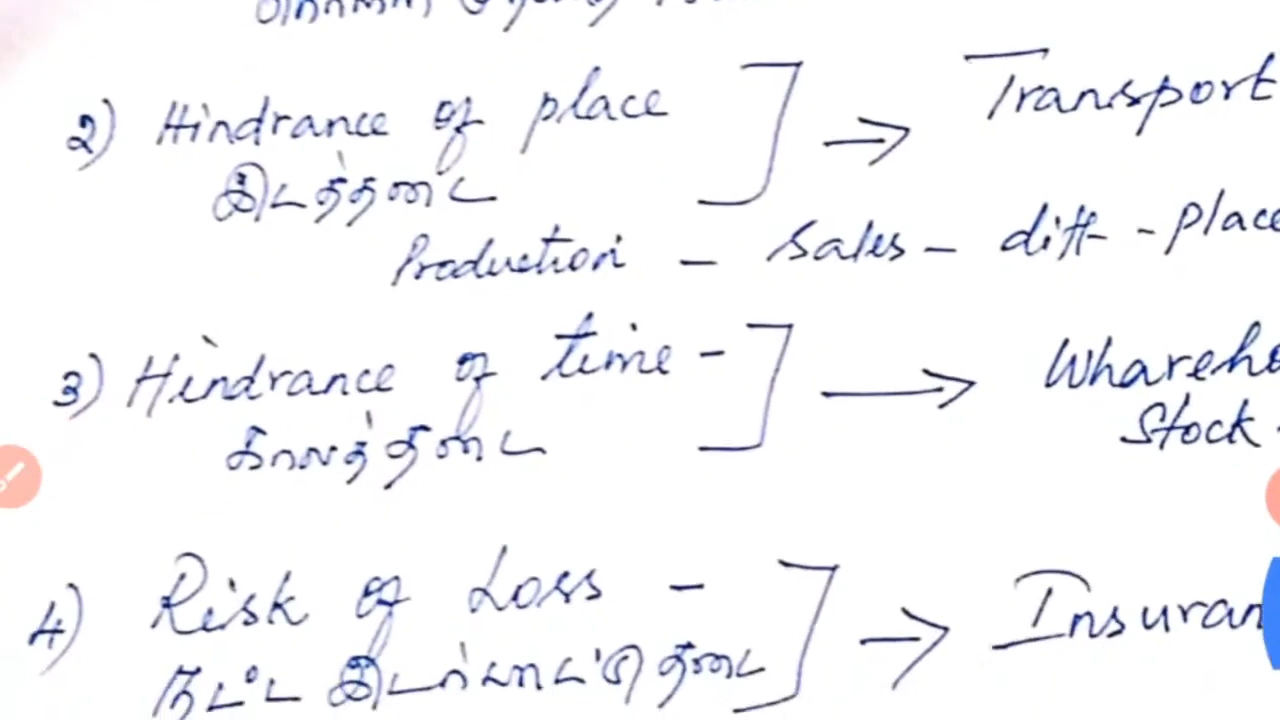 2) Hindrance of place ] → Transport
இடத்தடை
Production - Sales - diff - place
3) Hindrance of time - ] → Whareho
காலத்தடை
Stock -
4) Risk of Loss - ] → Insuran
நட்ட இடர்பாட்டு தடை